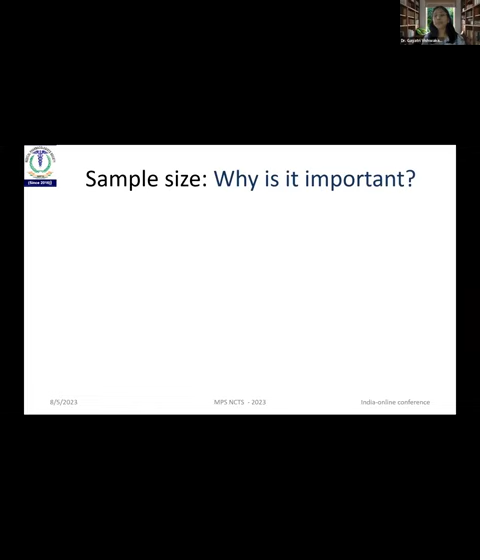 (Since 2016)
Sample size: Why is it important?
8/5/2023
MPS NCTS - 2023
India-online conference